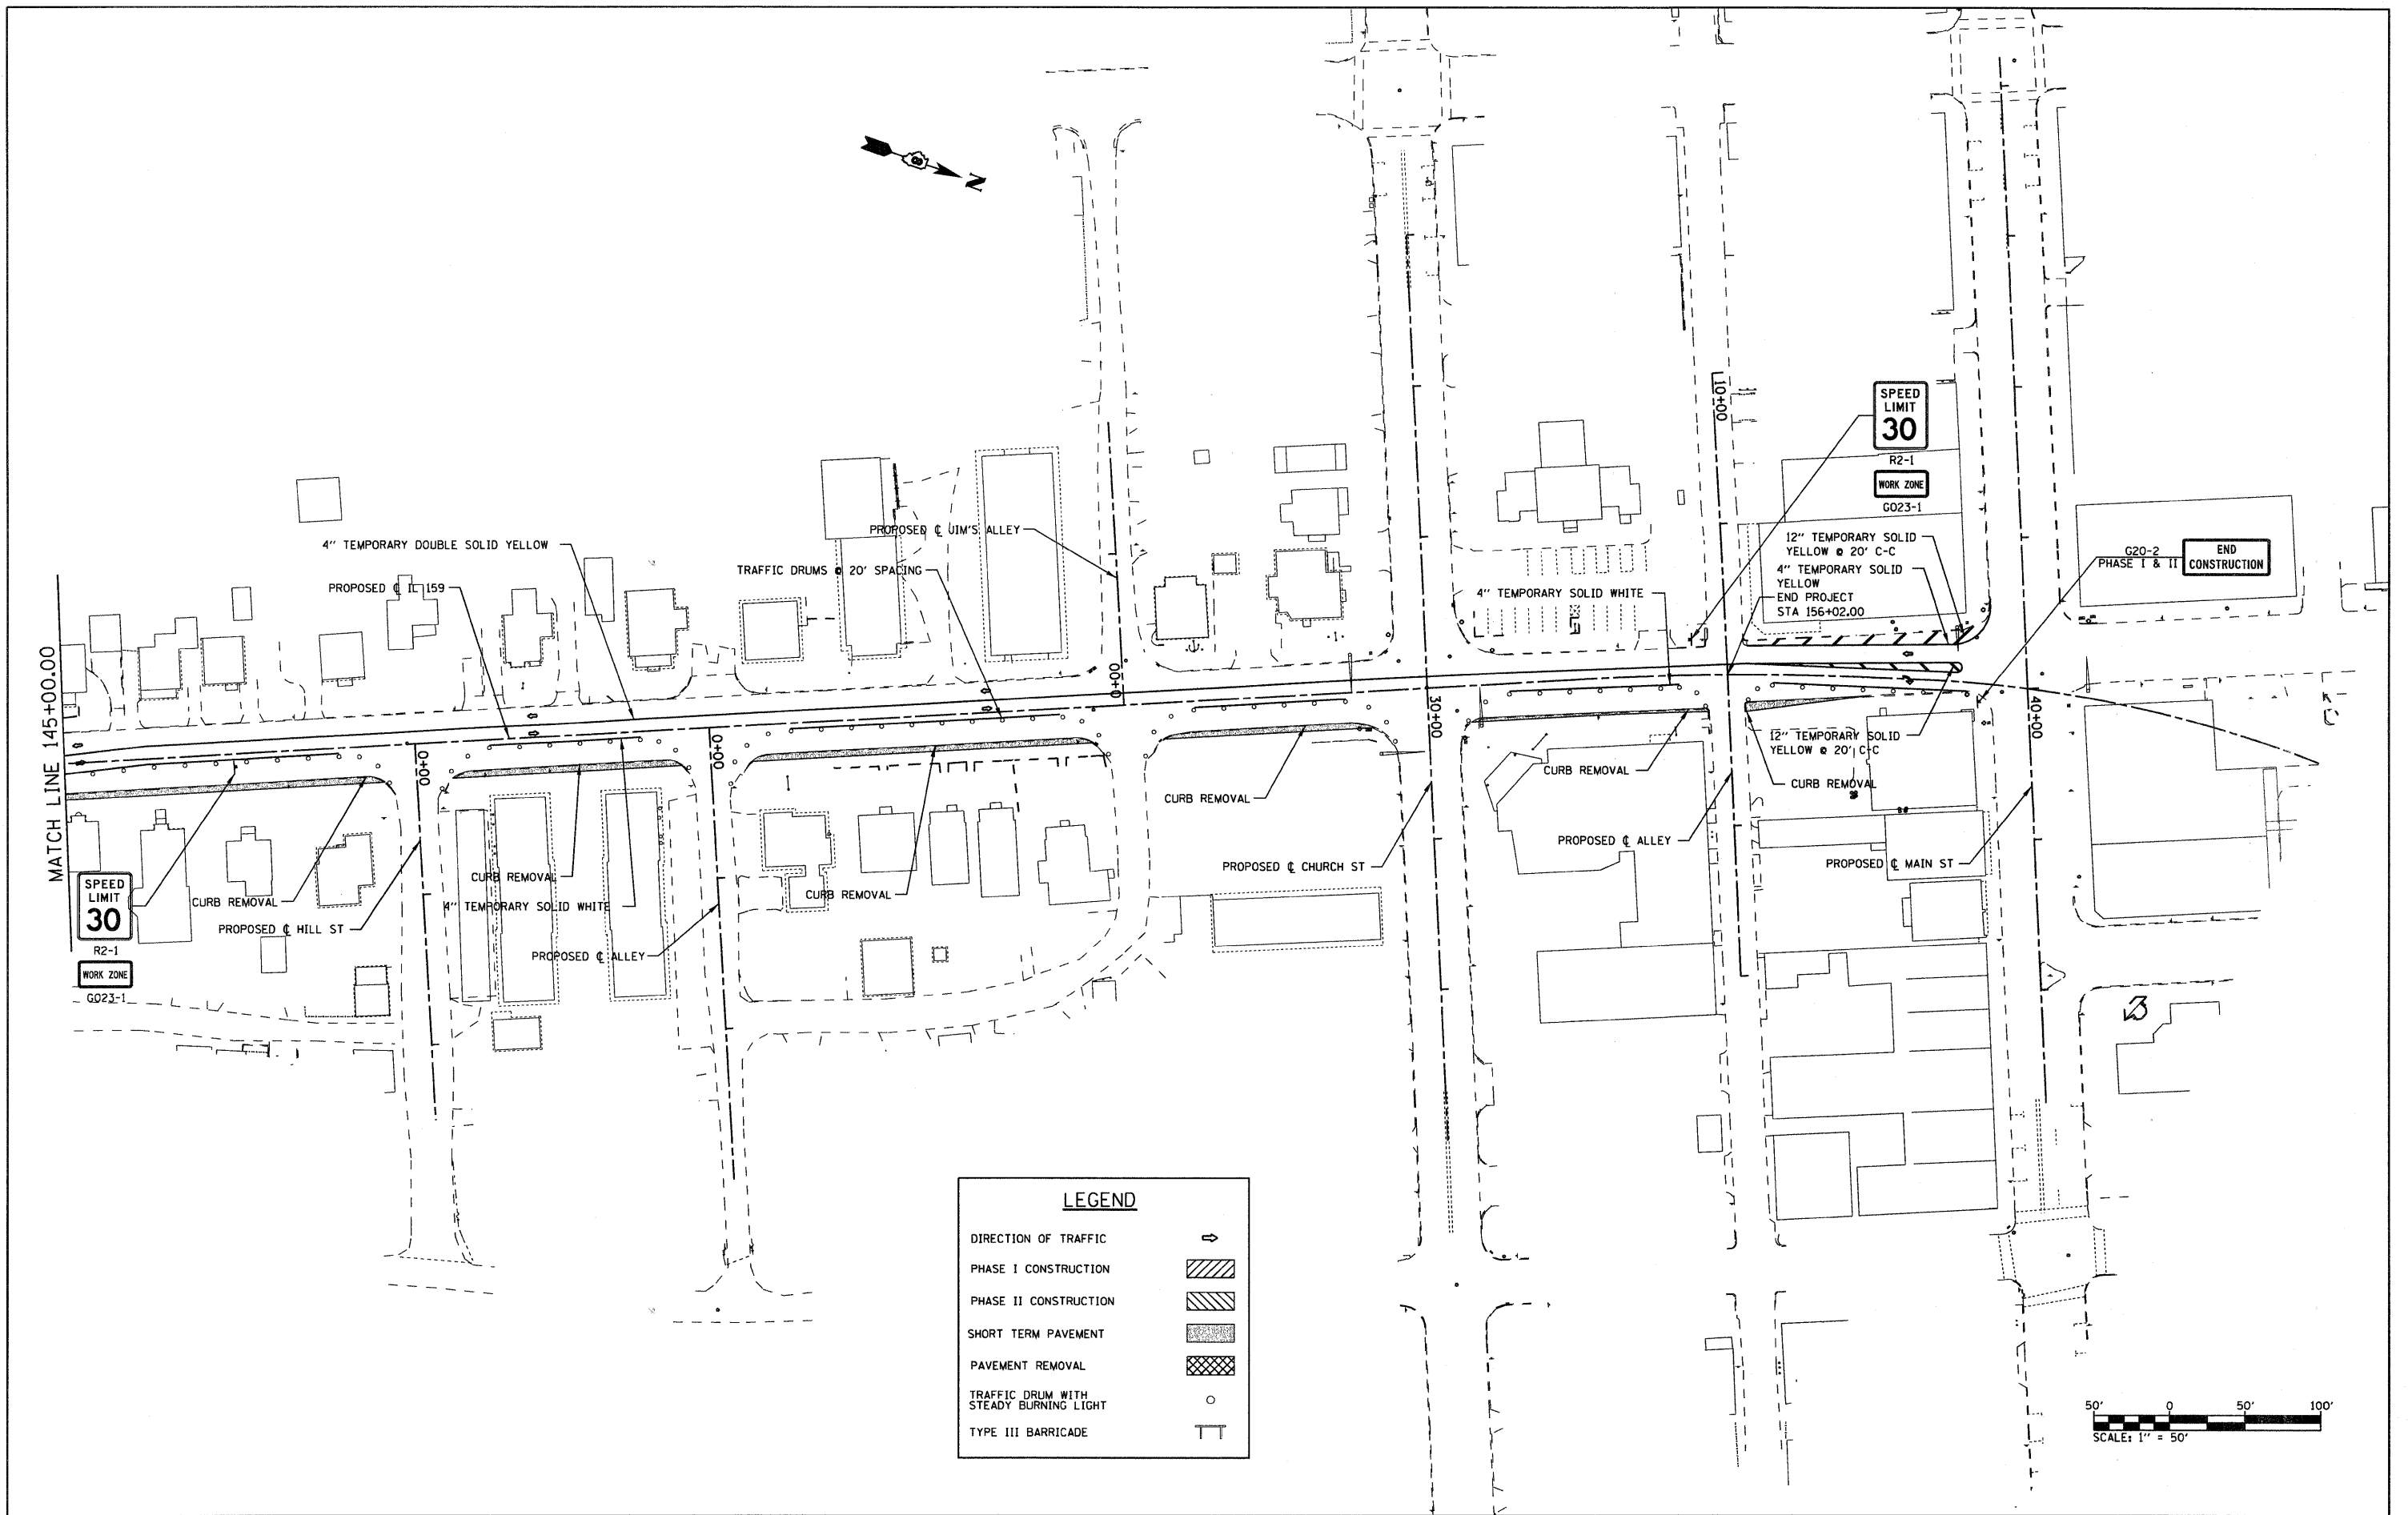 N
SPEED
LIMIT
30
R2-1
WORK ZONE
G023-1
10+00
4" TEMPORARY DOUBLE SOLID YELLOW
PROPOSED ℄ IL 159
TRAFFIC DRUMS @ 20' SPACING
PROPOSED ℄ JIM'S ALLEY
4" TEMPORARY SOLID WHITE
12" TEMPORARY SOLID
YELLOW @ 20' C-C
4" TEMPORARY SOLID
YELLOW
END PROJECT
STA 156+02.00
G20-2
PHASE I & II
END
CONSTRUCTION
MATCH LINE 145+00.00
0+00
0+00
0+00
30+00
40+00
12" TEMPORARY SOLID
YELLOW @ 20' C-C
CURB REMOVAL
CURB REMOVAL
CURB REMOVAL
PROPOSED ℄ CHURCH ST
PROPOSED ℄ ALLEY
PROPOSED ℄ MAIN ST
SPEED
LIMIT
30
R2-1
WORK ZONE
G023-1
CURB REMOVAL
PROPOSED ℄ HILL ST
CURB REMOVAL
4" TEMPORARY SOLID WHITE
PROPOSED ℄ ALLEY
CURB REMOVAL
LEGEND
DIRECTION OF TRAFFIC
PHASE I CONSTRUCTION
PHASE II CONSTRUCTION
SHORT TERM PAVEMENT
PAVEMENT REMOVAL
TRAFFIC DRUM WITH
STEADY BURNING LIGHT
TYPE III BARRICADE
50' 0 50' 100'
SCALE: 1" = 50'